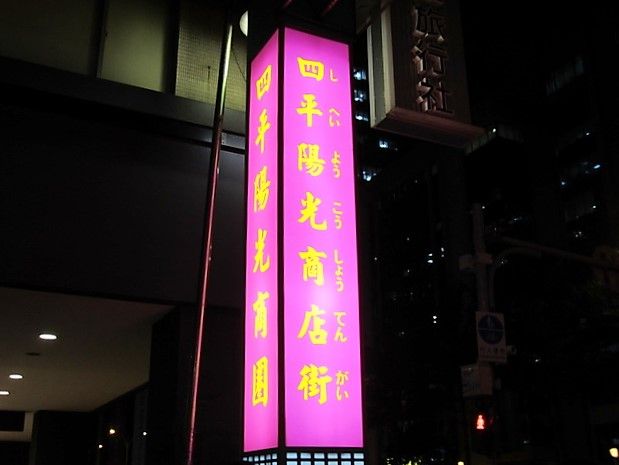 四平陽光商圏
四平陽光商店街
しへいようこうしょうてんがい
旅行社